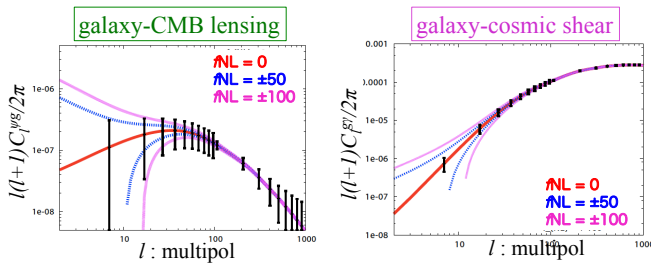 galaxy-CMB lensing
galaxy-cosmic shear
fNL = 0
fNL = ±50
fNL = ±100
1e-06
1e-07
1e-08
l(l+1)C_l^ψg/2π
10
100
1000
l : multipol
0.001
0.0001
1e-05
1e-06
1e-07
1e-08
l(l+1)C_l^gγ/2π
fNL = 0
fNL = ±50
fNL = ±100
10
1000
l : multipol